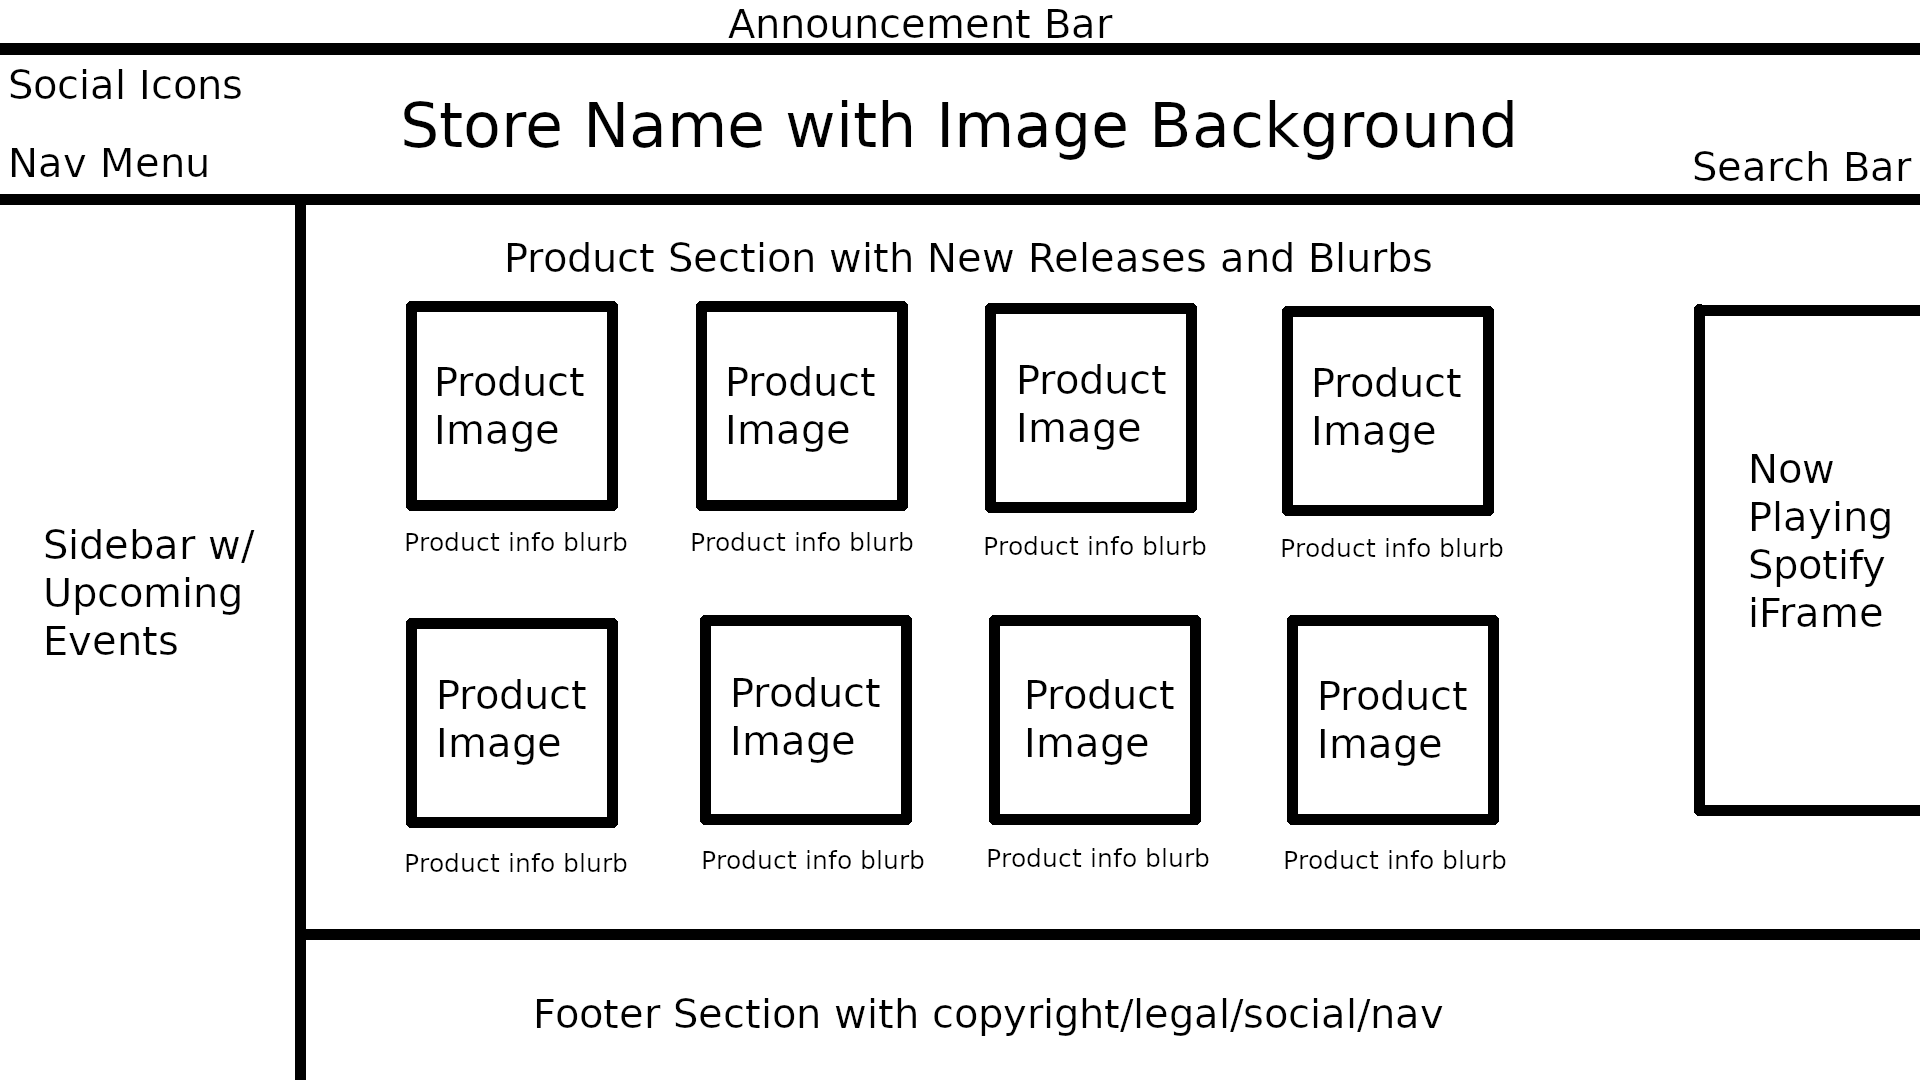 Announcement Bar
Social Icons
Store Name with Image Background
Nav Menu
Search Bar
Sidebar w/
Upcoming
Events
Product Section with New Releases and Blurbs
Product
Image
Product info blurb
Product
Image
Product info blurb
Product
Image
Product info blurb
Product
Image
Product info blurb
Product
Image
Product info blurb
Product
Image
Product info blurb
Product
Image
Product info blurb
Product
Image
Product info blurb
Now
Playing
Spotify
iFrame
Footer Section with copyright/legal/social/nav